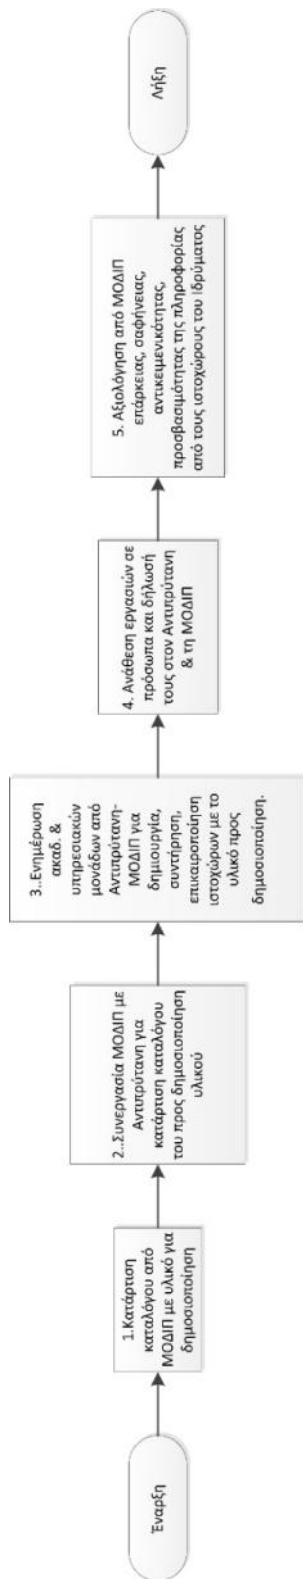 Έναρξη
1.Κατάρτιση
καταλόγου από
ΜΟΔΙΠ με υλικό για
δημοσιοποίηση
2..Συνεργασία ΜΟΔΙΠ με
Αντιπρύτανη για
κατάρτιση καταλόγου
του προς δημοσιοποίηση
υλικού
3..Ενημέρωση
ακαδ. &
υπηρεσιακών
μονάδων από
Αντιπρύτανη-
ΜΟΔΙΠ για
δημιουργία,
συντήρηση,
επικαιροποίηση
ιστοχώρων με το
υλικό προς
δημοσιοποίηση.
4. Ανάθεση εργασιών σε
πρόσωπα και δήλωσή
τους στον Αντιπρύτανη
& τη ΜΟΔΙΠ
5. Αξιολόγηση από ΜΟΔΙΠ
επάρκειας, σαφήνειας,
αντικειμενικότητας,
προσβασιμότητας της πληροφορίας
από τους ιστοχώρους του Ιδρύματος
Λήξη